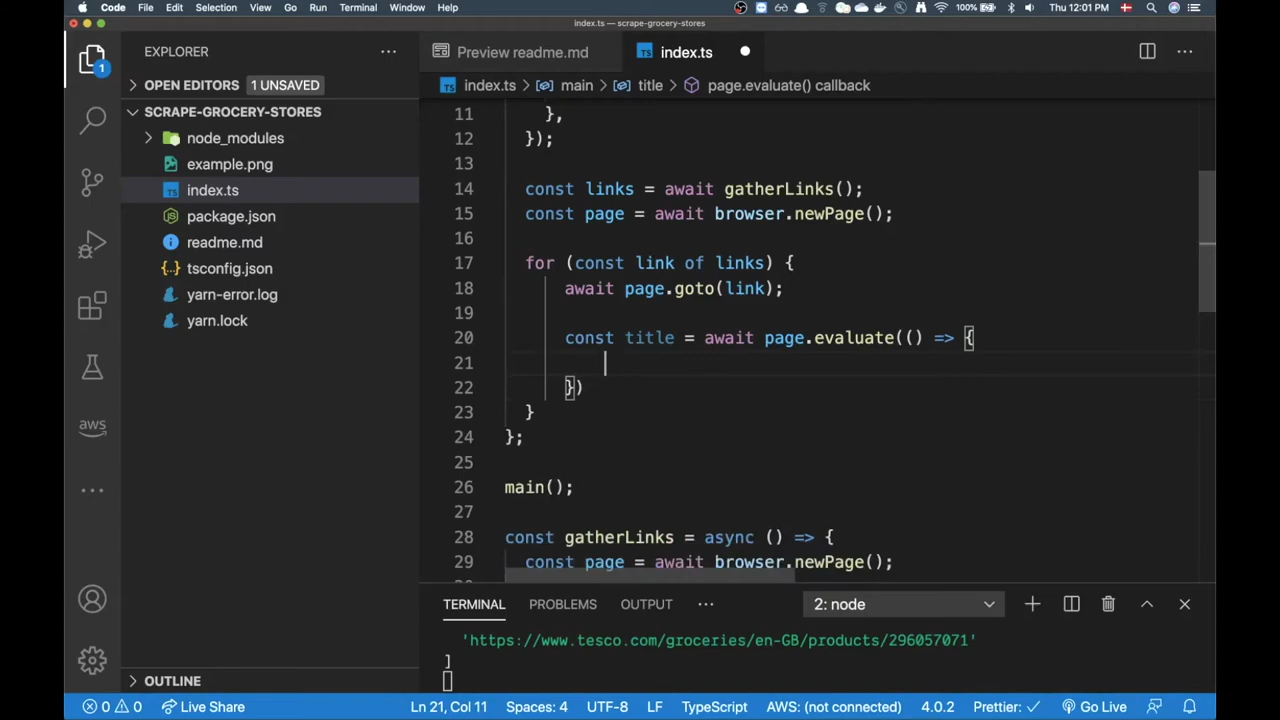 Code File Edit Selection View Go Run Terminal Window Help 100% Thu 12:01 PM
index.ts — scrape-grocery-stores
EXPLORER
Preview readme.md
TS index.ts
OPEN EDITORS 1 UNSAVED
TS index.ts > main > title > page.evaluate() callback
SCRAPE-GROCERY-STORES
node_modules
example.png
TS index.ts
package.json
readme.md
{..} tsconfig.json
yarn-error.log
yarn.lock
1
aws
OUTLINE
11 },
12 });
13
14 const links = await gatherLinks();
15 const page = await browser.newPage();
16
17 for (const link of links) {
18 await page.goto(link);
19
20 const title = await page.evaluate(() => {
21
22 })
23 }
24 };
25
26 main();
27
28 const gatherLinks = async () => {
29 const page = await browser.newPage();
TERMINAL PROBLEMS OUTPUT ··· 2: node
'https://www.tesco.com/groceries/en-GB/products/296057071'
]
0 0 Live Share Ln 21, Col 11 Spaces: 4 UTF-8 LF TypeScript AWS: (not connected) 4.0.2 Prettier: ✓ Go Live